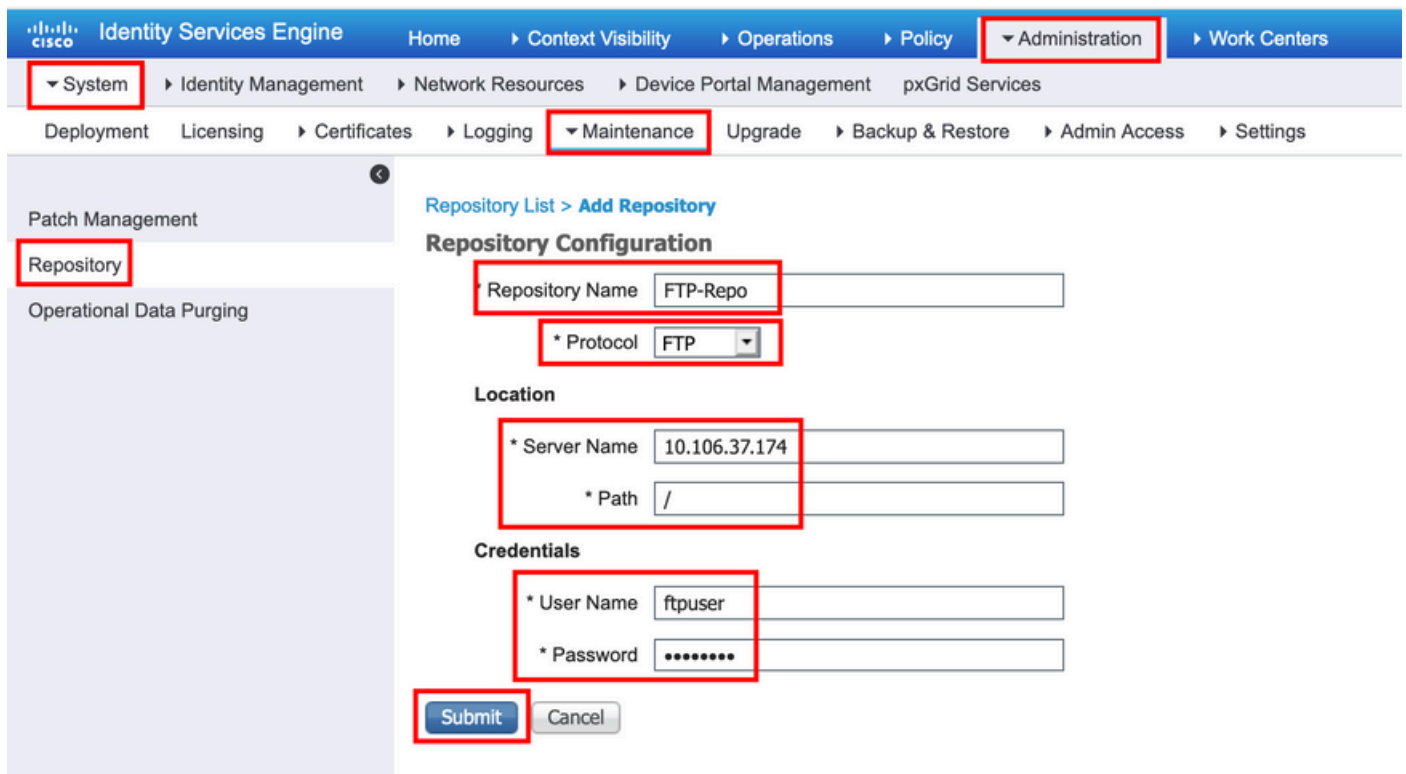 cisco Identity Services Engine Home Context Visibility Operations Policy Administration Work Centers
System Identity Management Network Resources Device Portal Management pxGrid Services
Deployment Licensing Certificates Logging Maintenance Upgrade Backup & Restore Admin Access Settings
Patch Management
Repository
Operational Data Purging
Repository List > Add Repository
Repository Configuration
* Repository Name FTP-Repo
* Protocol FTP
Location
* Server Name 10.106.37.174
* Path /
Credentials
* User Name ftpuser
* Password ••••••••
Submit Cancel